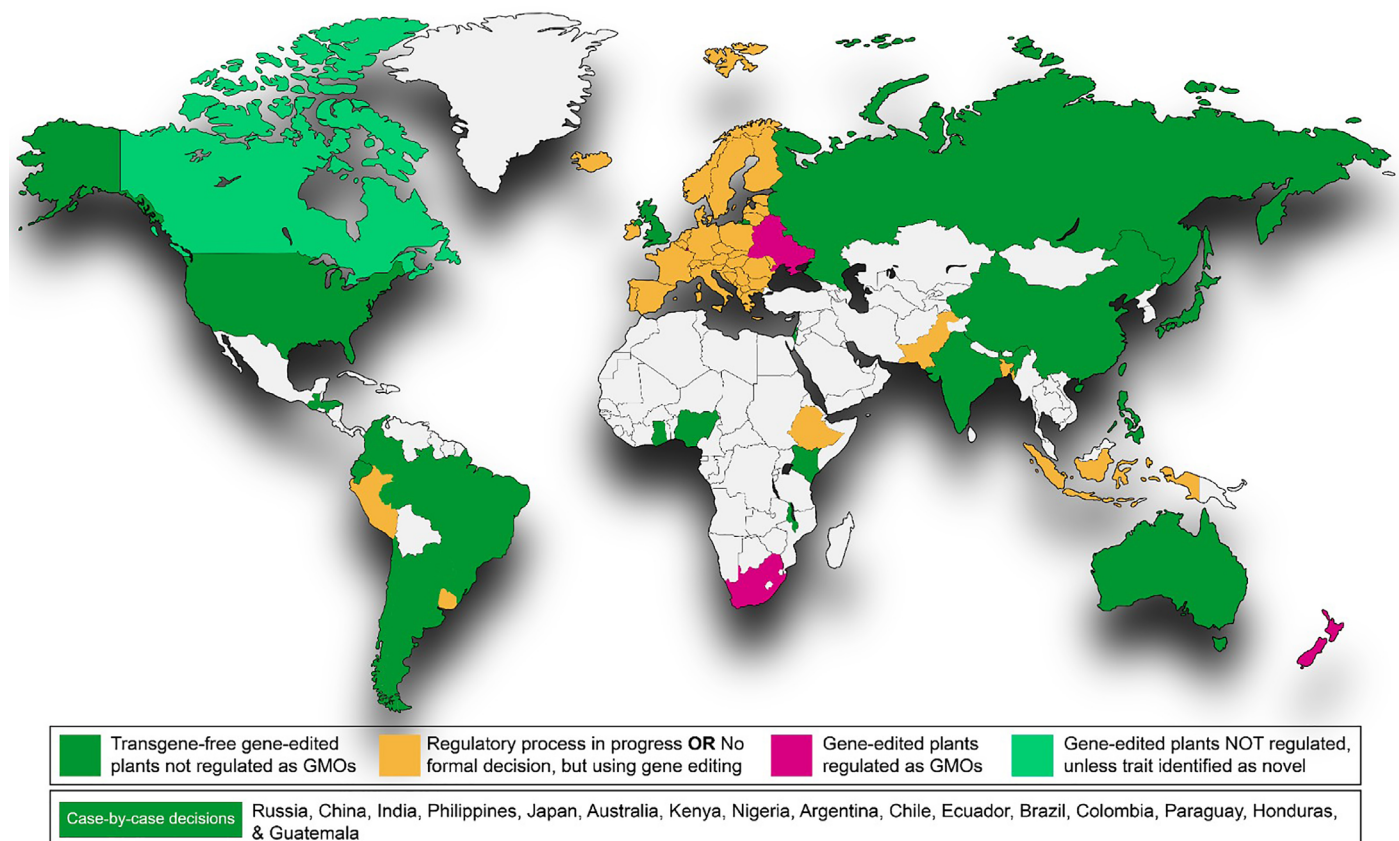 Transgene-free gene-edited
plants not regulated as GMOs
Regulatory process in progress OR No
formal decision, but using gene editing
Gene-edited plants
regulated as GMOs
Gene-edited plants NOT regulated,
unless trait identified as novel
Case-by-case decisions
Russia, China, India, Philippines, Japan, Australia, Kenya, Nigeria, Argentina, Chile, Ecuador, Brazil, Colombia, Paraguay, Honduras,
& Guatemala